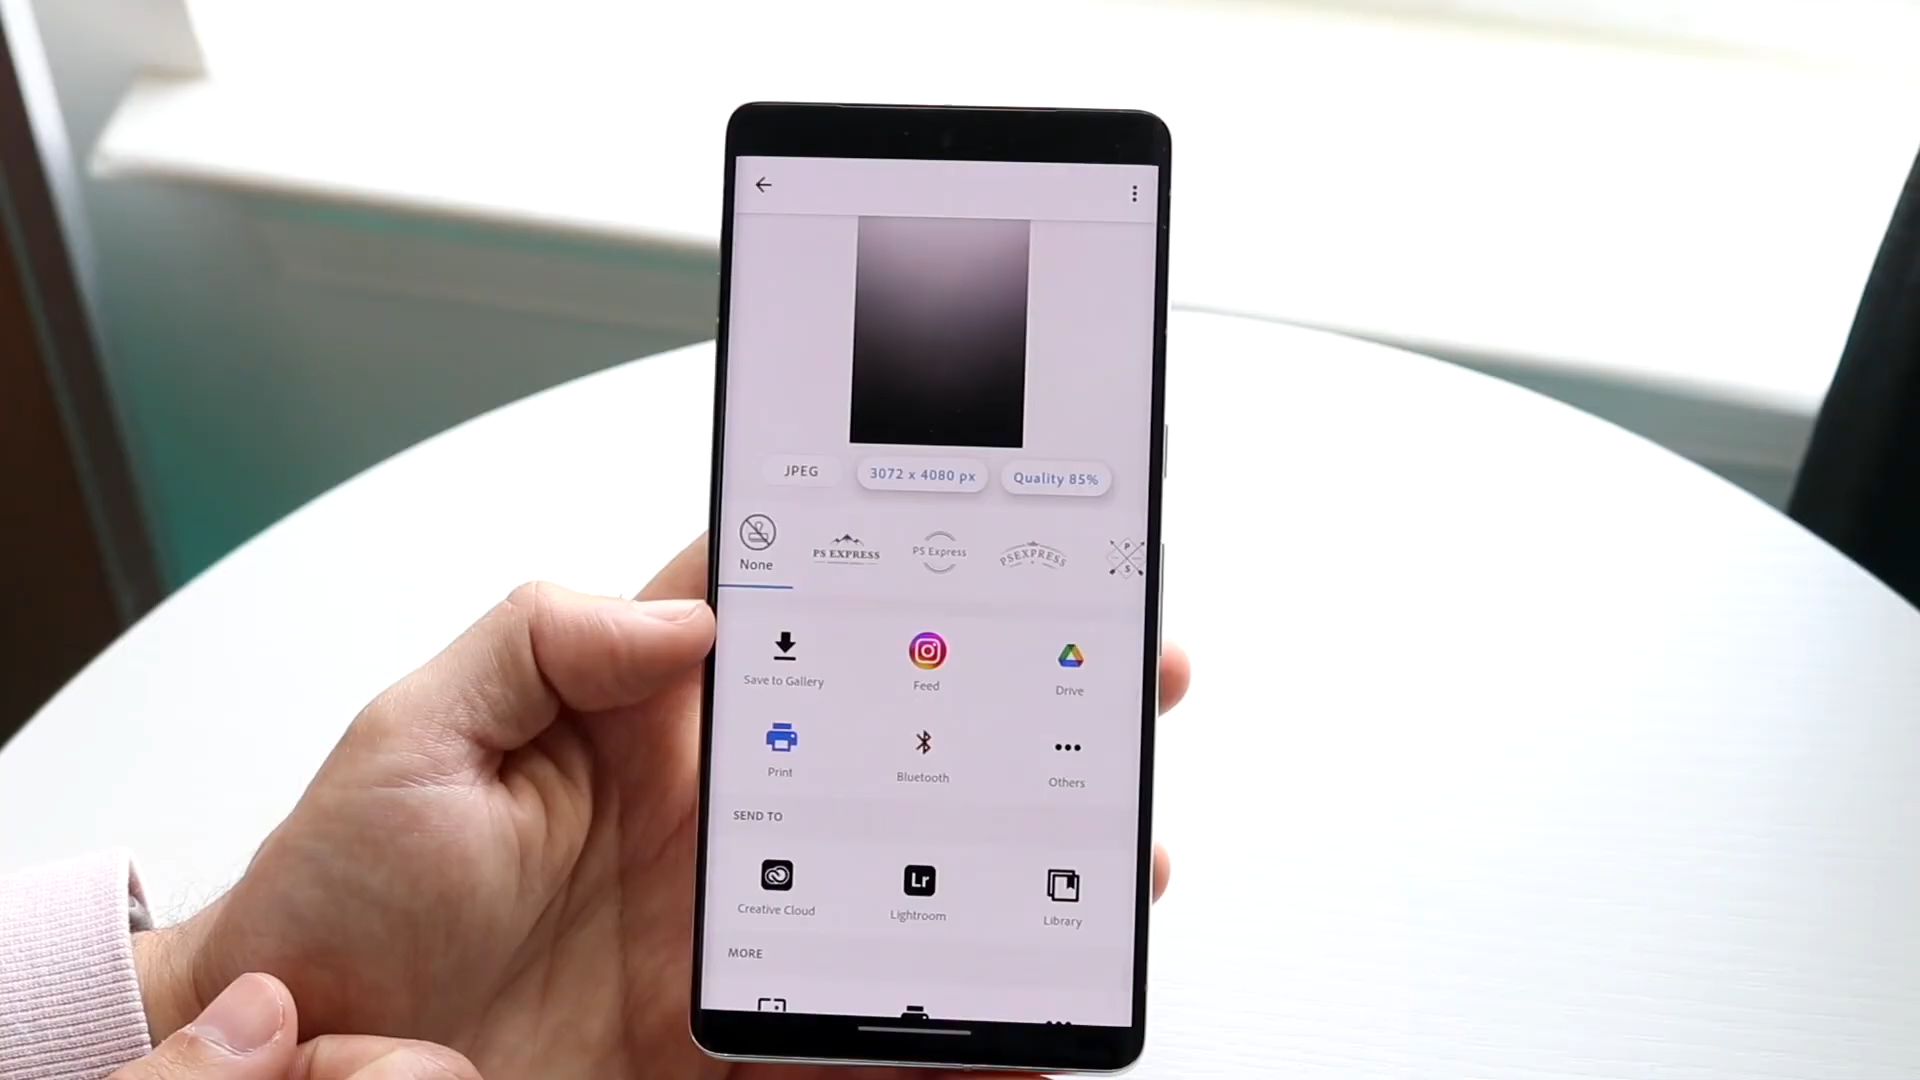 JPEG
3072 x 4080 px
Quality 85%
None
PS EXPRESS
PS Express
PSEXPRESS
P
S
Save to Gallery
Feed
Drive
Print
Bluetooth
Others
SEND TO
Lr
Creative Cloud
Lightroom
Library
MORE